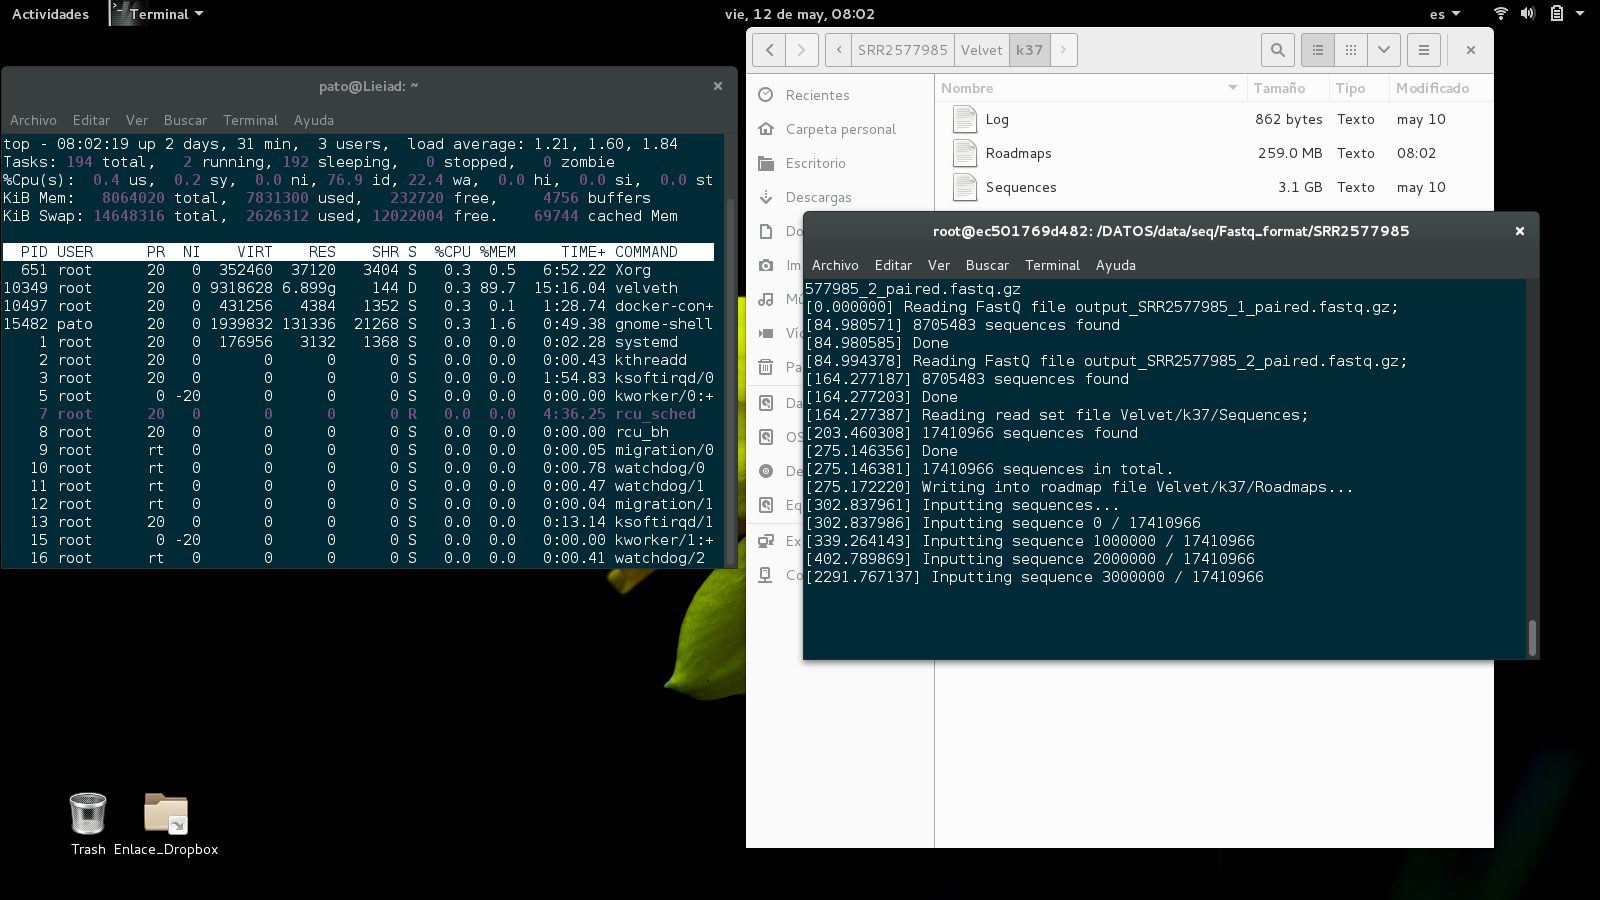 Actividades
Terminal
vie, 12 de may, 08:02
es
pato@Lieiad: ~
Archivo Editar Ver Buscar Terminal Ayuda
top - 08:02:19 up 2 days, 31 min,  3 users,  load average: 1.21, 1.60, 1.84
Tasks: 194 total,   2 running, 192 sleeping,   0 stopped,   0 zombie
%Cpu(s):  0.4 us,  0.2 sy,  0.0 ni, 76.9 id, 22.4 wa,  0.0 hi,  0.0 si,  0.0 st
KiB Mem:   8064020 total,  7831300 used,   232720 free,     4756 buffers
KiB Swap: 14648316 total,  2626312 used, 12022004 free.    69744 cached Mem
PID USER PR NI VIRT RES SHR S %CPU %MEM TIME+ COMMAND
651 root 20 0 352460 37120 3404 S 0.3 0.5 6:52.22 Xorg
10349 root 20 0 9318628 6.899g 144 D 0.3 89.7 15:16.04 velveth
10497 root 20 0 431256 4384 1352 S 0.3 0.1 1:28.74 docker-con+
15482 pato 20 0 1939832 131336 21268 S 0.3 1.6 0:49.38 gnome-shell
1 root 20 0 176956 3132 1368 S 0.0 0.0 0:02.28 systemd
2 root 20 0 0 0 0 S 0.0 0.0 0:00.43 kthreadd
3 root 20 0 0 0 0 S 0.0 0.0 1:54.83 ksoftirqd/0
5 root 0 -20 0 0 0 S 0.0 0.0 0:00.00 kworker/0:+
7 root 20 0 0 0 0 R 0.0 0.0 4:36.25 rcu_sched
8 root 20 0 0 0 0 S 0.0 0.0 0:00.00 rcu_bh
9 root rt 0 0 0 0 S 0.0 0.0 0:00.05 migration/0
10 root rt 0 0 0 0 S 0.0 0.0 0:00.78 watchdog/0
11 root rt 0 0 0 0 S 0.0 0.0 0:00.47 watchdog/1
12 root rt 0 0 0 0 S 0.0 0.0 0:00.04 migration/1
13 root 20 0 0 0 0 S 0.0 0.0 0:13.14 ksoftirqd/1
15 root 0 -20 0 0 0 S 0.0 0.0 0:00.00 kworker/1:+
16 root rt 0 0 0 0 S 0.0 0.0 0:00.41 watchdog/2
SRR2577985 Velvet k37
Recientes
Carpeta personal
Escritorio
Descargas
Do
Im
Mú
Ví
Pa
Da
OS
De
Eq
Ex
Co
Nombre Tamaño Tipo Modificado
Log 862 bytes Texto may 10
Roadmaps 259.0 MB Texto 08:02
Sequences 3.1 GB Texto may 10
root@ec501769d482: /DATOS/data/seq/Fastq_format/SRR2577985
Archivo Editar Ver Buscar Terminal Ayuda
577985_2_paired.fastq.gz
[0.000000] Reading FastQ file output_SRR2577985_1_paired.fastq.gz;
[84.980571] 8705483 sequences found
[84.980585] Done
[84.994378] Reading FastQ file output_SRR2577985_2_paired.fastq.gz;
[164.277187] 8705483 sequences found
[164.277203] Done
[164.277387] Reading read set file Velvet/k37/Sequences;
[203.460308] 17410966 sequences found
[275.146356] Done
[275.146381] 17410966 sequences in total.
[275.172220] Writing into roadmap file Velvet/k37/Roadmaps...
[302.837961] Inputting sequences...
[302.837986] Inputting sequence 0 / 17410966
[339.264143] Inputting sequence 1000000 / 17410966
[402.789869] Inputting sequence 2000000 / 17410966
[2291.767137] Inputting sequence 3000000 / 17410966
Trash
Enlace_Dropbox